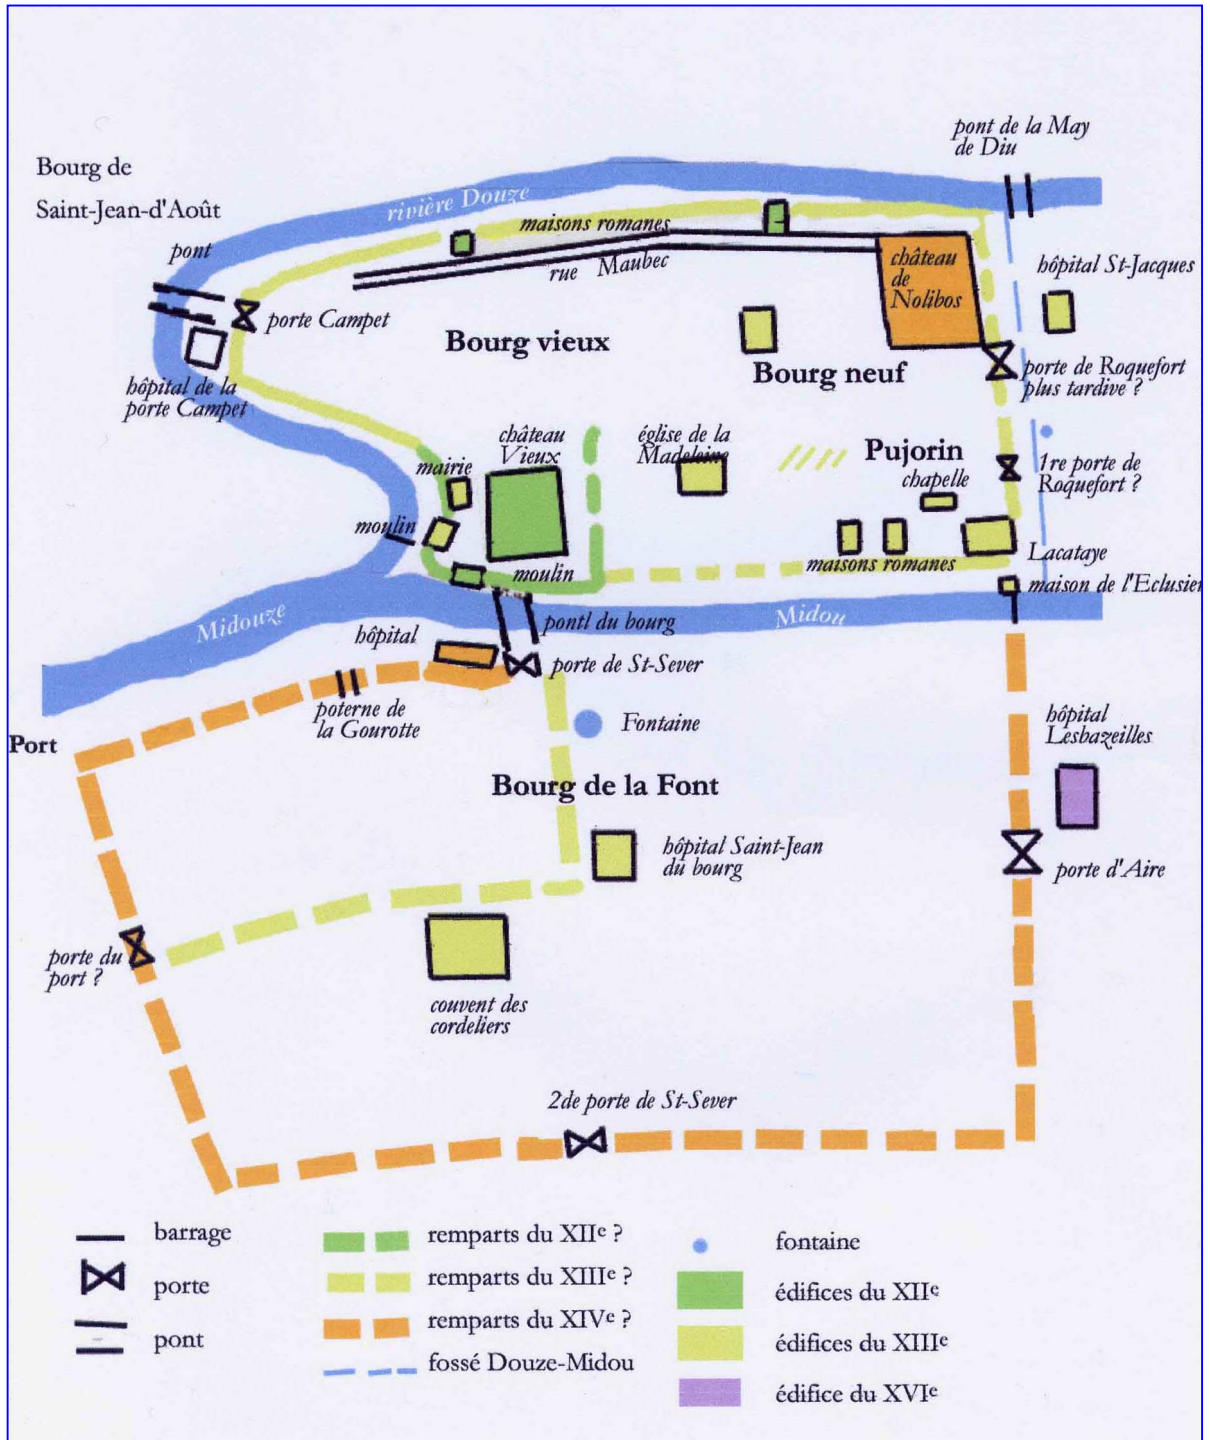 pont de la May
de Diu
Bourg de
Saint-Jean-d'Août
rivière Douze
maisons romanes
pont
rue Maubec
château
de
Nolibos
hôpital St-Jacques
porte Campet
Bourg vieux
Bourg neuf
porte de Roquefort
plus tardive ?
hôpital de la
porte Campet
château
Vieux
église de la
Madeleine
Pujorin
mairie
chapelle
1re porte de
Roquefort ?
moulin
Lacataye
moulin
maisons romanes
maison de l'Eclusier
Midouze
Midou
pontl du bourg
hôpital
porte de St-Sever
poterne de
la Gourotte
Fontaine
hôpital
Lesbazeilles
Port
Bourg de la Font
hôpital Saint-Jean
du bourg
porte d'Aire
porte du
port ?
couvent des
cordeliers
2de porte de St-Sever
barrage
porte
pont
remparts du XIIe ?
remparts du XIIIe ?
remparts du XIVe ?
fossé Douze-Midou
fontaine
édifices du XIIe
édifices du XIIIe
édifice du XVIe